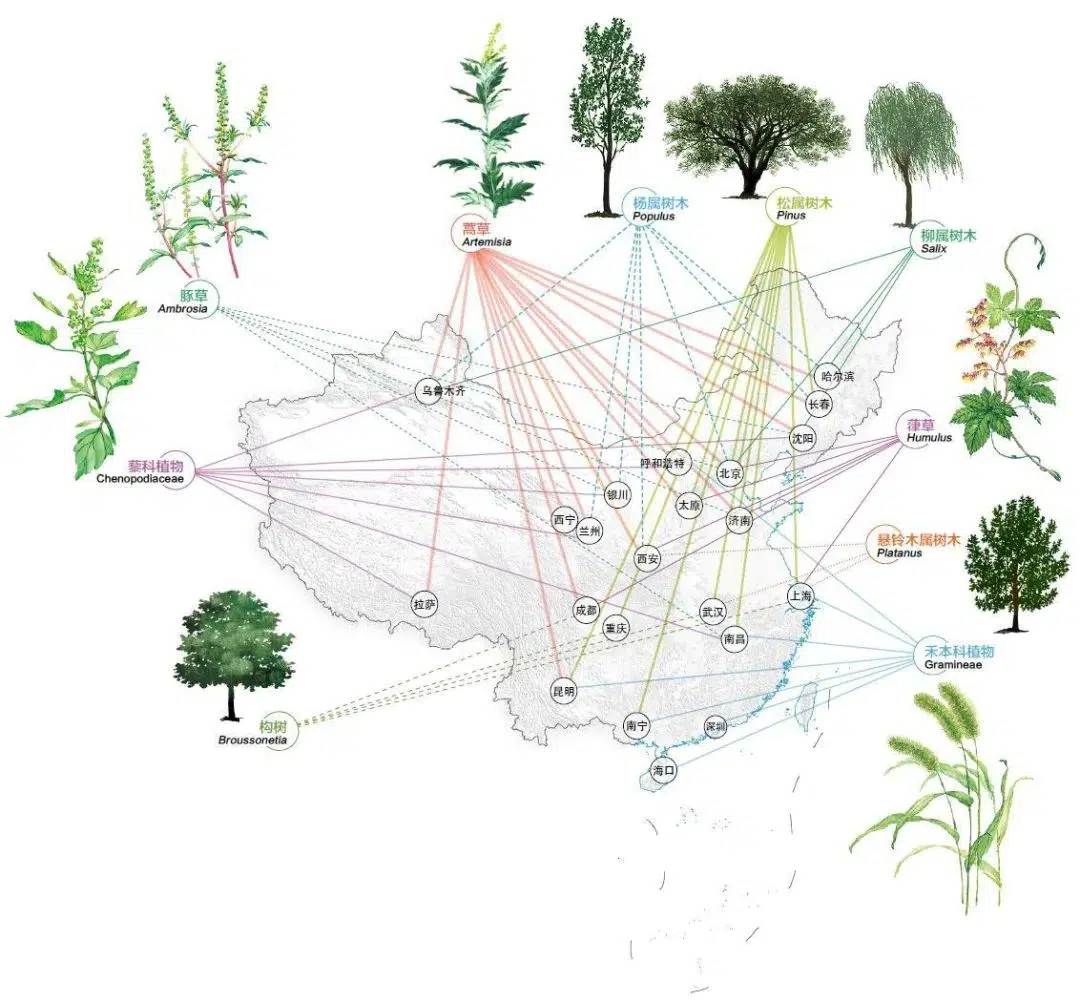 蒿草
Artemisia
杨属树木
Populus
松属树木
Pinus
柳属树木
Salix
豚草
Ambrosia
藜科植物
Chenopodiaceae
葎草
Humulus
悬铃木属树木
Platanus
禾本科植物
Gramineae
构树
Broussonetia
乌鲁木齐
哈尔滨
长春
沈阳
呼和浩特
北京
银川
太原
西宁
兰州
济南
西安
拉萨
成都
重庆
武汉
上海
南昌
昆明
南宁
深圳
海口